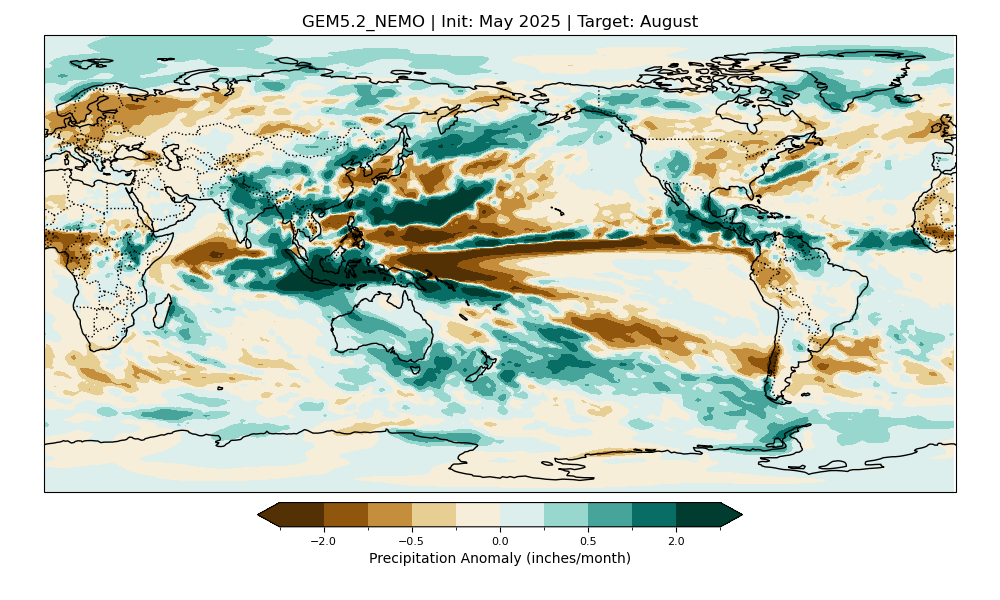 GEM5.2_NEMO | Init: May 2025 | Target: August
−2.0 −0.5 0.0 0.5 2.0
Precipitation Anomaly (inches/month)